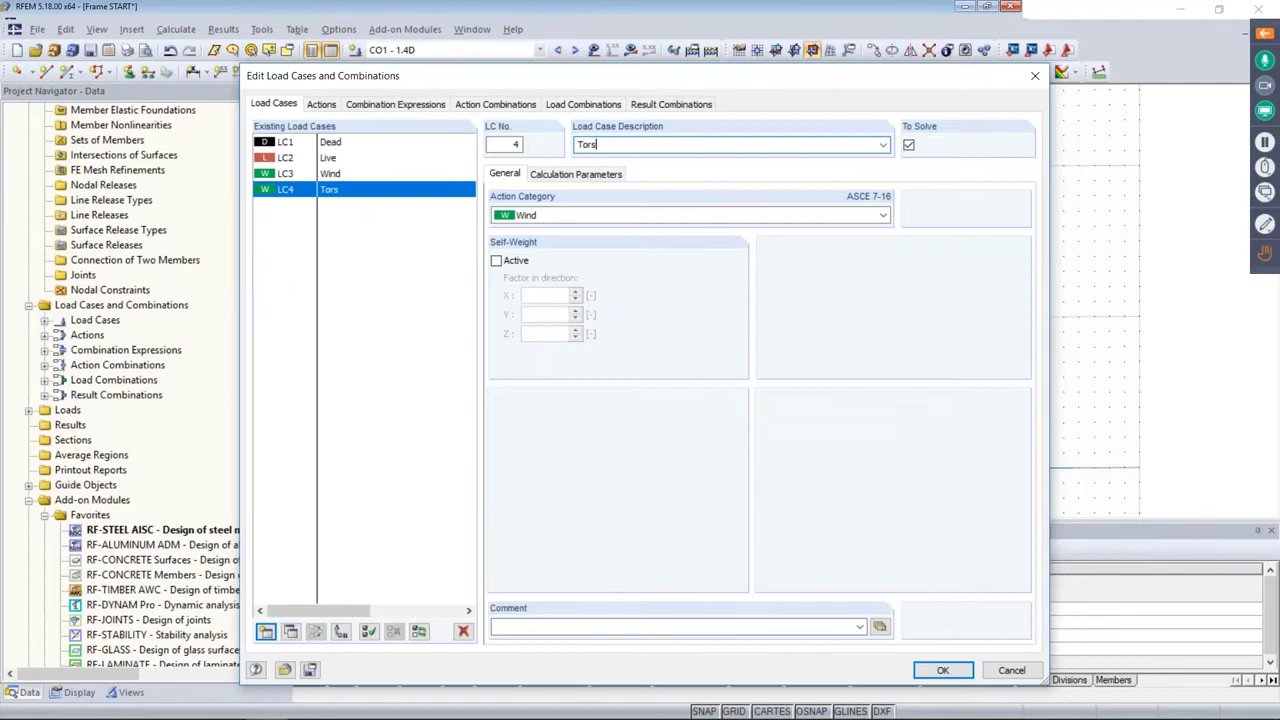 RFEM 5.18.00 x64 - [Frame START*]
File Edit View Insert Calculate Results Tools Table Options Add-on Modules Window Help
CO1 - 1.4D
Project Navigator - Data
Member Elastic Foundations
Member Nonlinearities
Sets of Members
Intersections of Surfaces
FE Mesh Refinements
Nodal Releases
Line Release Types
Line Releases
Surface Release Types
Surface Releases
Connection of Two Members
Joints
Nodal Constraints
Load Cases and Combinations
Load Cases
Actions
Combination Expressions
Action Combinations
Load Combinations
Result Combinations
Loads
Results
Sections
Average Regions
Printout Reports
Guide Objects
Add-on Modules
Favorites
RF-STEEL AISC - Design of steel
RF-ALUMINUM ADM - Design of al
RF-CONCRETE Surfaces - Design of
RF-CONCRETE Members - Design of
RF-TIMBER AWC - Design of timbe
RF-DYNAM Pro - Dynamic analysis
RF-JOINTS - Design of joints
RF-STABILITY - Stability analysis
RF-GLASS - Design of glass surface
RF-LAMINATE - Design of laminate
Data Display Views
Edit Load Cases and Combinations
Load Cases Actions Combination Expressions Action Combinations Load Combinations Result Combinations
Existing Load Cases
D LC1 Dead
L LC2 Live
W LC3 Wind
W LC4 Tors
LC No.
4
Load Case Description
Tors
To Solve
General Calculation Parameters
Action Category ASCE 7-16
W Wind
Self-Weight
Active
Factor in direction:
X : [-]
Y : [-]
Z : [-]
Comment
OK Cancel
Divisions Members
SNAP GRID CARTES OSNAP GLINES DXF